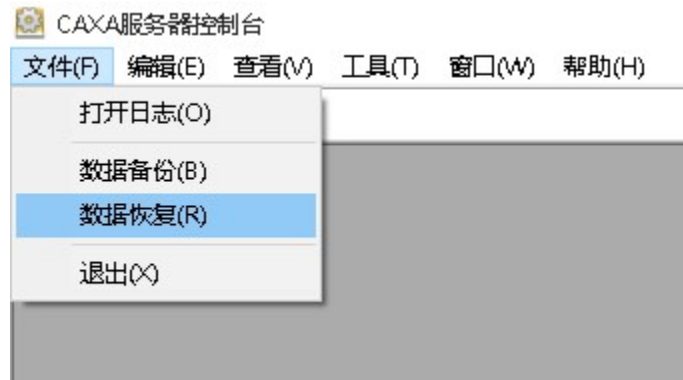 CAXA服务器控制台
文件(F) 编辑(E) 查看(V) 工具(T) 窗口(W) 帮助(H)
打开日志(O)
数据备份(B)
数据恢复(R)
退出(X)